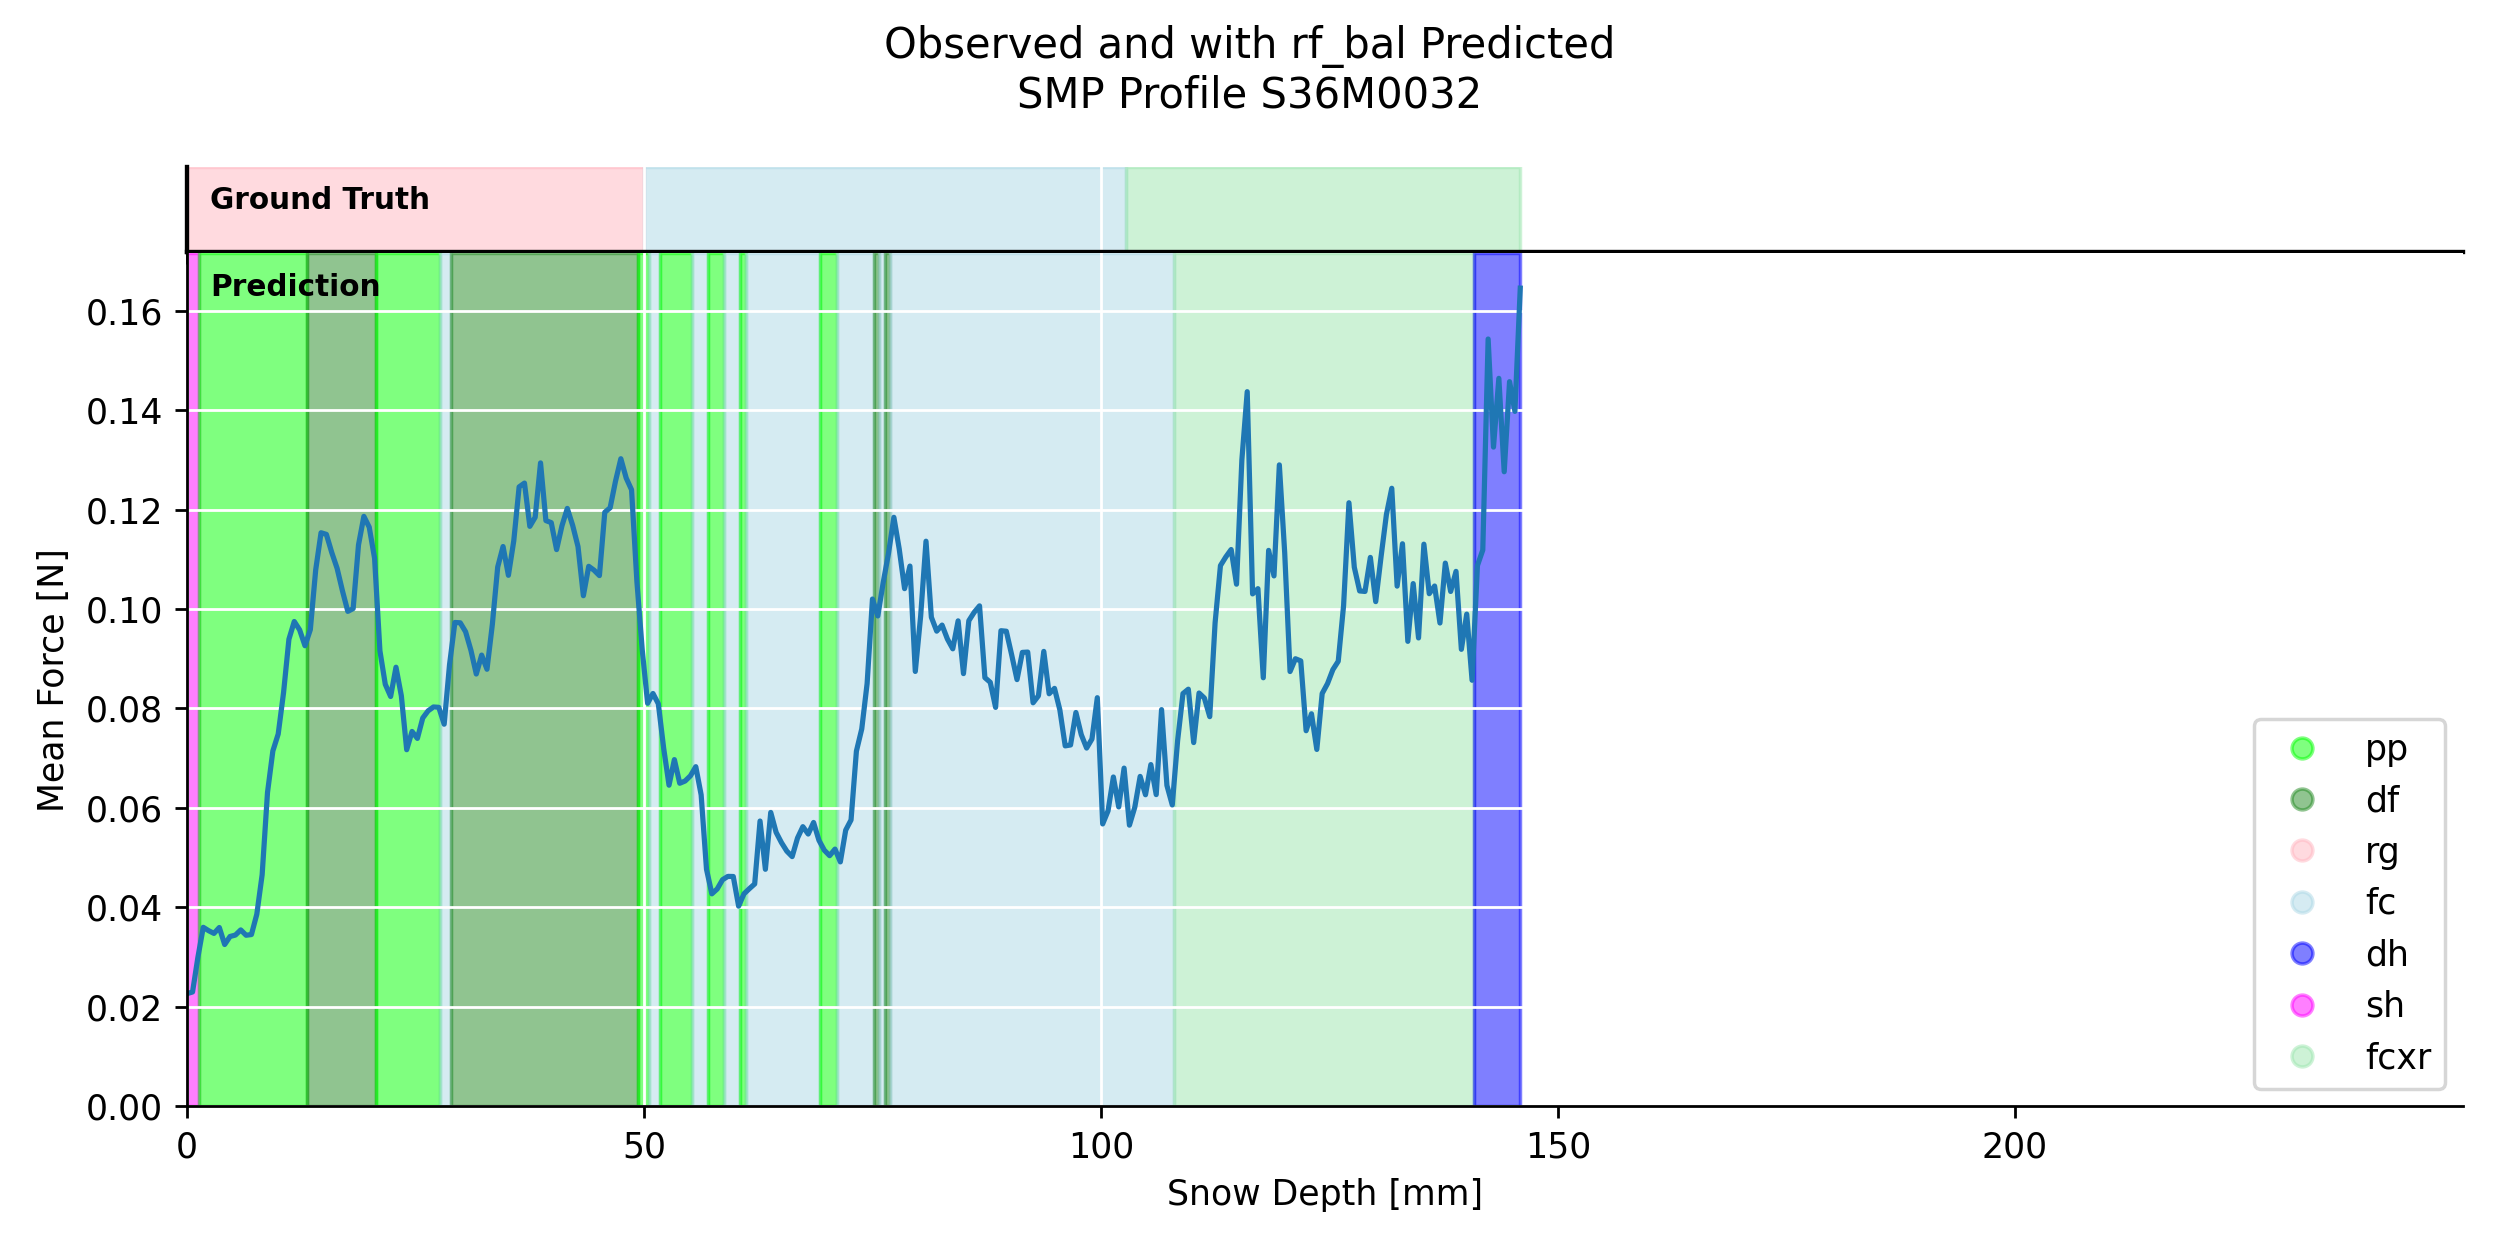 Observed and with rf_bal Predicted
SMP Profile S36M0032
Ground Truth
Prediction
0.16
0.14
0.12
0.10
0.08
0.06
0.04
0.02
0.00
Mean Force [N]
0
50
100
150
200
Snow Depth [mm]
pp
df
rg
fc
dh
sh
fcxr